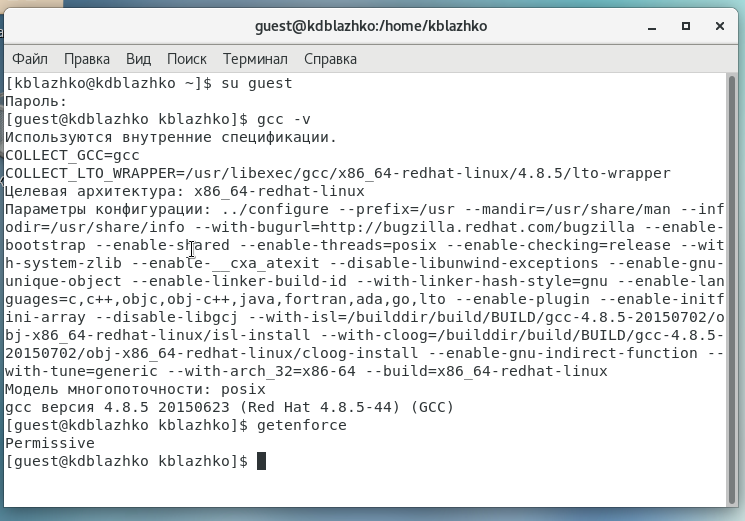 guest@kdblazhko:/home/kblazhko
Файл Правка Вид Поиск Терминал Справка
[kblazhko@kdblazhko ~]$ su guest
Пароль:
[guest@kdblazhko kblazhko]$ gcc -v
Используются внутренние спецификации.
COLLECT_GCC=gcc
COLLECT_LTO_WRAPPER=/usr/libexec/gcc/x86_64-redhat-linux/4.8.5/lto-wrapper
Целевая архитектура: x86_64-redhat-linux
Параметры конфигурации: ../configure --prefix=/usr --mandir=/usr/share/man --inf
odir=/usr/share/info --with-bugurl=http://bugzilla.redhat.com/bugzilla --enable-
bootstrap --enable-shared --enable-threads=posix --enable-checking=release --wit
h-system-zlib --enable-__cxa_atexit --disable-libunwind-exceptions --enable-gnu-
unique-object --enable-linker-build-id --with-linker-hash-style=gnu --enable-lan
guages=c,c++,objc,obj-c++,java,fortran,ada,go,lto --enable-plugin --enable-initf
ini-array --disable-libgcj --with-isl=/builddir/build/BUILD/gcc-4.8.5-20150702/o
bj-x86_64-redhat-linux/isl-install --with-cloog=/builddir/build/BUILD/gcc-4.8.5-
20150702/obj-x86_64-redhat-linux/cloog-install --enable-gnu-indirect-function --
with-tune=generic --with-arch_32=x86-64 --build=x86_64-redhat-linux
Модель многопоточности: posix
gcc версия 4.8.5 20150623 (Red Hat 4.8.5-44) (GCC)
[guest@kdblazhko kblazhko]$ getenforce
Permissive
[guest@kdblazhko kblazhko]$